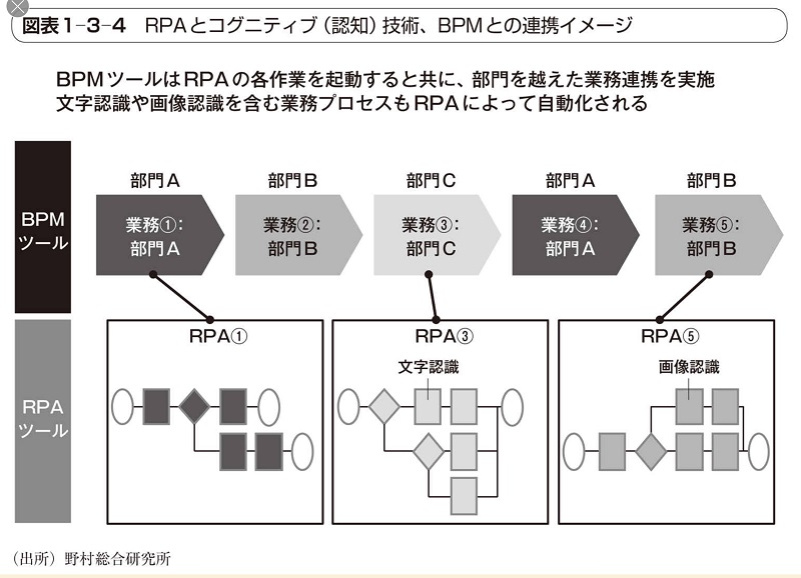 図表1-3-4 RPAとコグニティブ（認知）技術、BPMとの連携イメージ
BPMツールはRPAの各作業を起動すると共に、部門を越えた業務連携を実施
文字認識や画像認識を含む業務プロセスもRPAによって自動化される
BPM
ツール
部門A
業務①：
部門A
部門B
業務②：
部門B
部門C
業務③：
部門C
部門A
業務④：
部門A
部門B
業務⑤：
部門B
RPA
ツール
RPA①
RPA③
文字認識
RPA⑤
画像認識
（出所）野村総合研究所